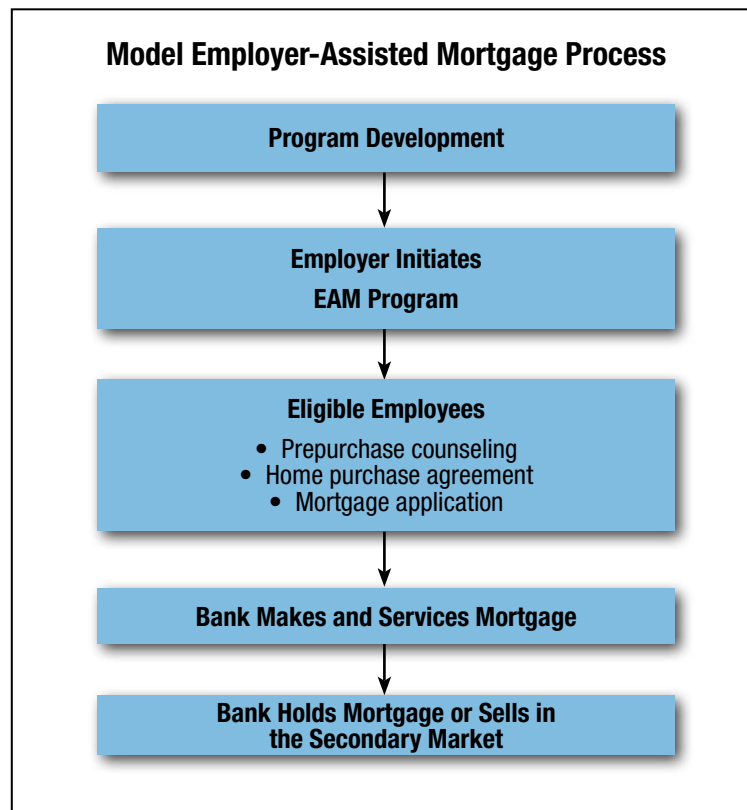 Model Employer-Assisted Mortgage Process
Program Development
Employer Initiates
EAM Program
Eligible Employees
• Prepurchase counseling
• Home purchase agreement
• Mortgage application
Bank Makes and Services Mortgage
Bank Holds Mortgage or Sells in
the Secondary Market